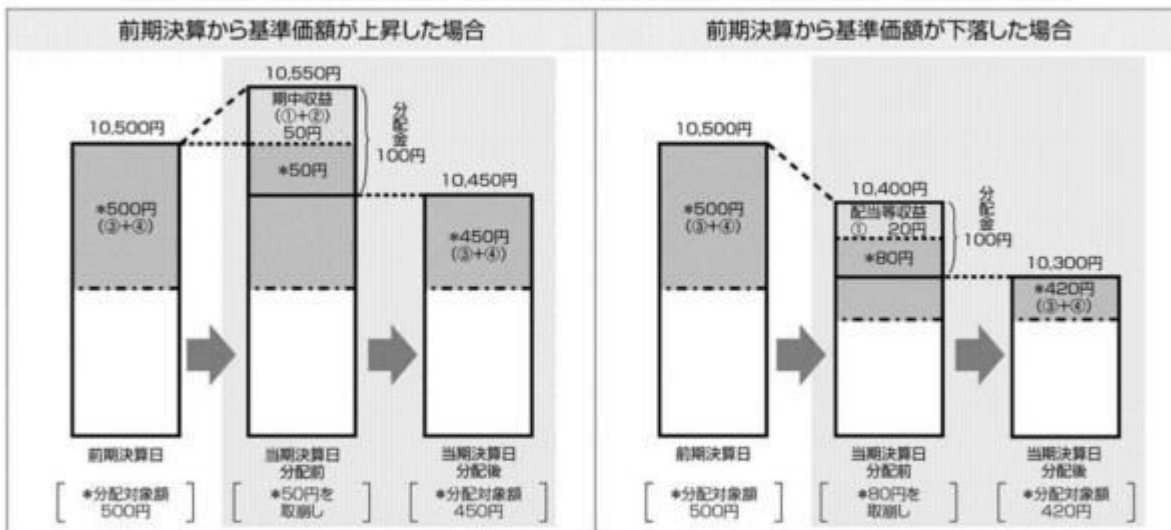 前期決算から基準価額が上昇した場合
10,500円
*500円
(③+④)
前期決算日
*分配対象額
500円
10,550円
期中収益
(①+②)
50円
*50円
分配金
100円
当期決算日
分配前
*50円を
取崩し
10,450円
*450円
(③+④)
当期決算日
分配後
*分配対象額
450円
前期決算から基準価額が下落した場合
10,500円
*500円
(③+④)
前期決算日
*分配対象額
500円
10,400円
配当等収益
① 20円
*80円
分配金
100円
当期決算日
分配前
*80円を
取崩し
10,300円
*420円
(③+④)
当期決算日
分配後
*分配対象額
420円